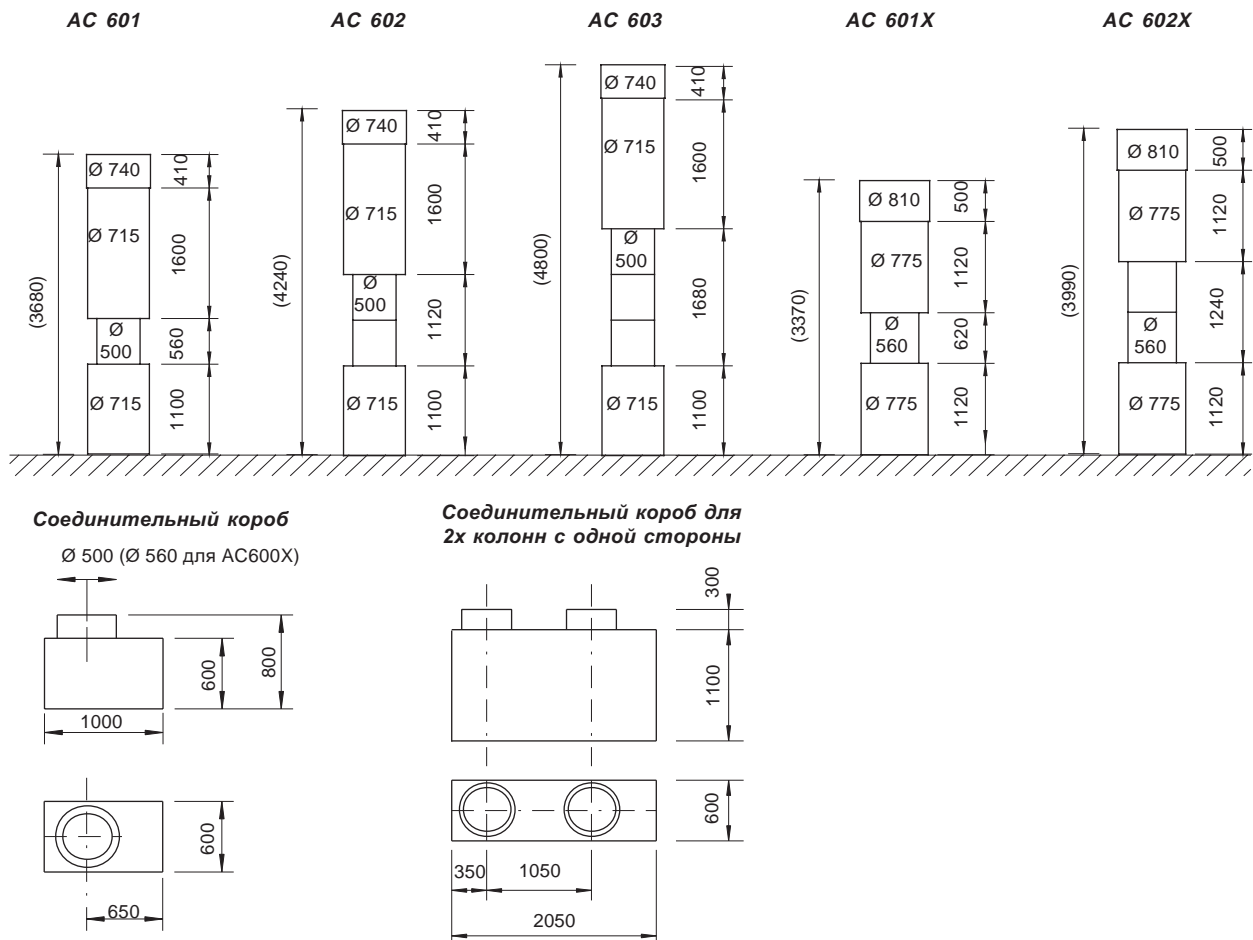 AC 601
AC 602
AC 603
AC 601X
AC 602X
Ø 740
410
Ø 715
1600
(3680)
Ø
500
560
Ø 715
1100
Ø 740
410
Ø 715
1600
(4240)
Ø
500
1120
Ø 715
1100
Ø 740
410
Ø 715
1600
(4800)
Ø
500
1680
Ø 715
1100
Ø 810
500
Ø 775
1120
(3370)
Ø
560
620
Ø 775
1120
Ø 810
500
Ø 775
1120
(3990)
Ø
560
1240
Ø 775
1120
Соединительный короб
Ø 500 (Ø 560 для AC600X)
600
800
1000
600
650
Соединительный короб для
2х колонн с одной стороны
300
1100
600
350
1050
2050